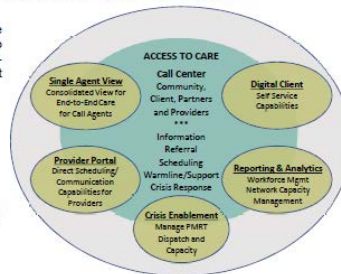 ACCESS TO CARE
Call Center
Community,
Client, Partners
and Providers
***
Information
Referral
Scheduling
Warmline/Support
Crisis Response
Single Agent View
Consolidated View for
End-to-End Care
for Call Agents
Digital Client
Self Service
Capabilities
Provider Portal
Direct Scheduling/
Communication
Capabilities for
Providers
Reporting & Analytics
Workforce Mgmt
Network Capacity
Management
Crisis Enablement
Manage PMRT
Dispatch and
Capacity